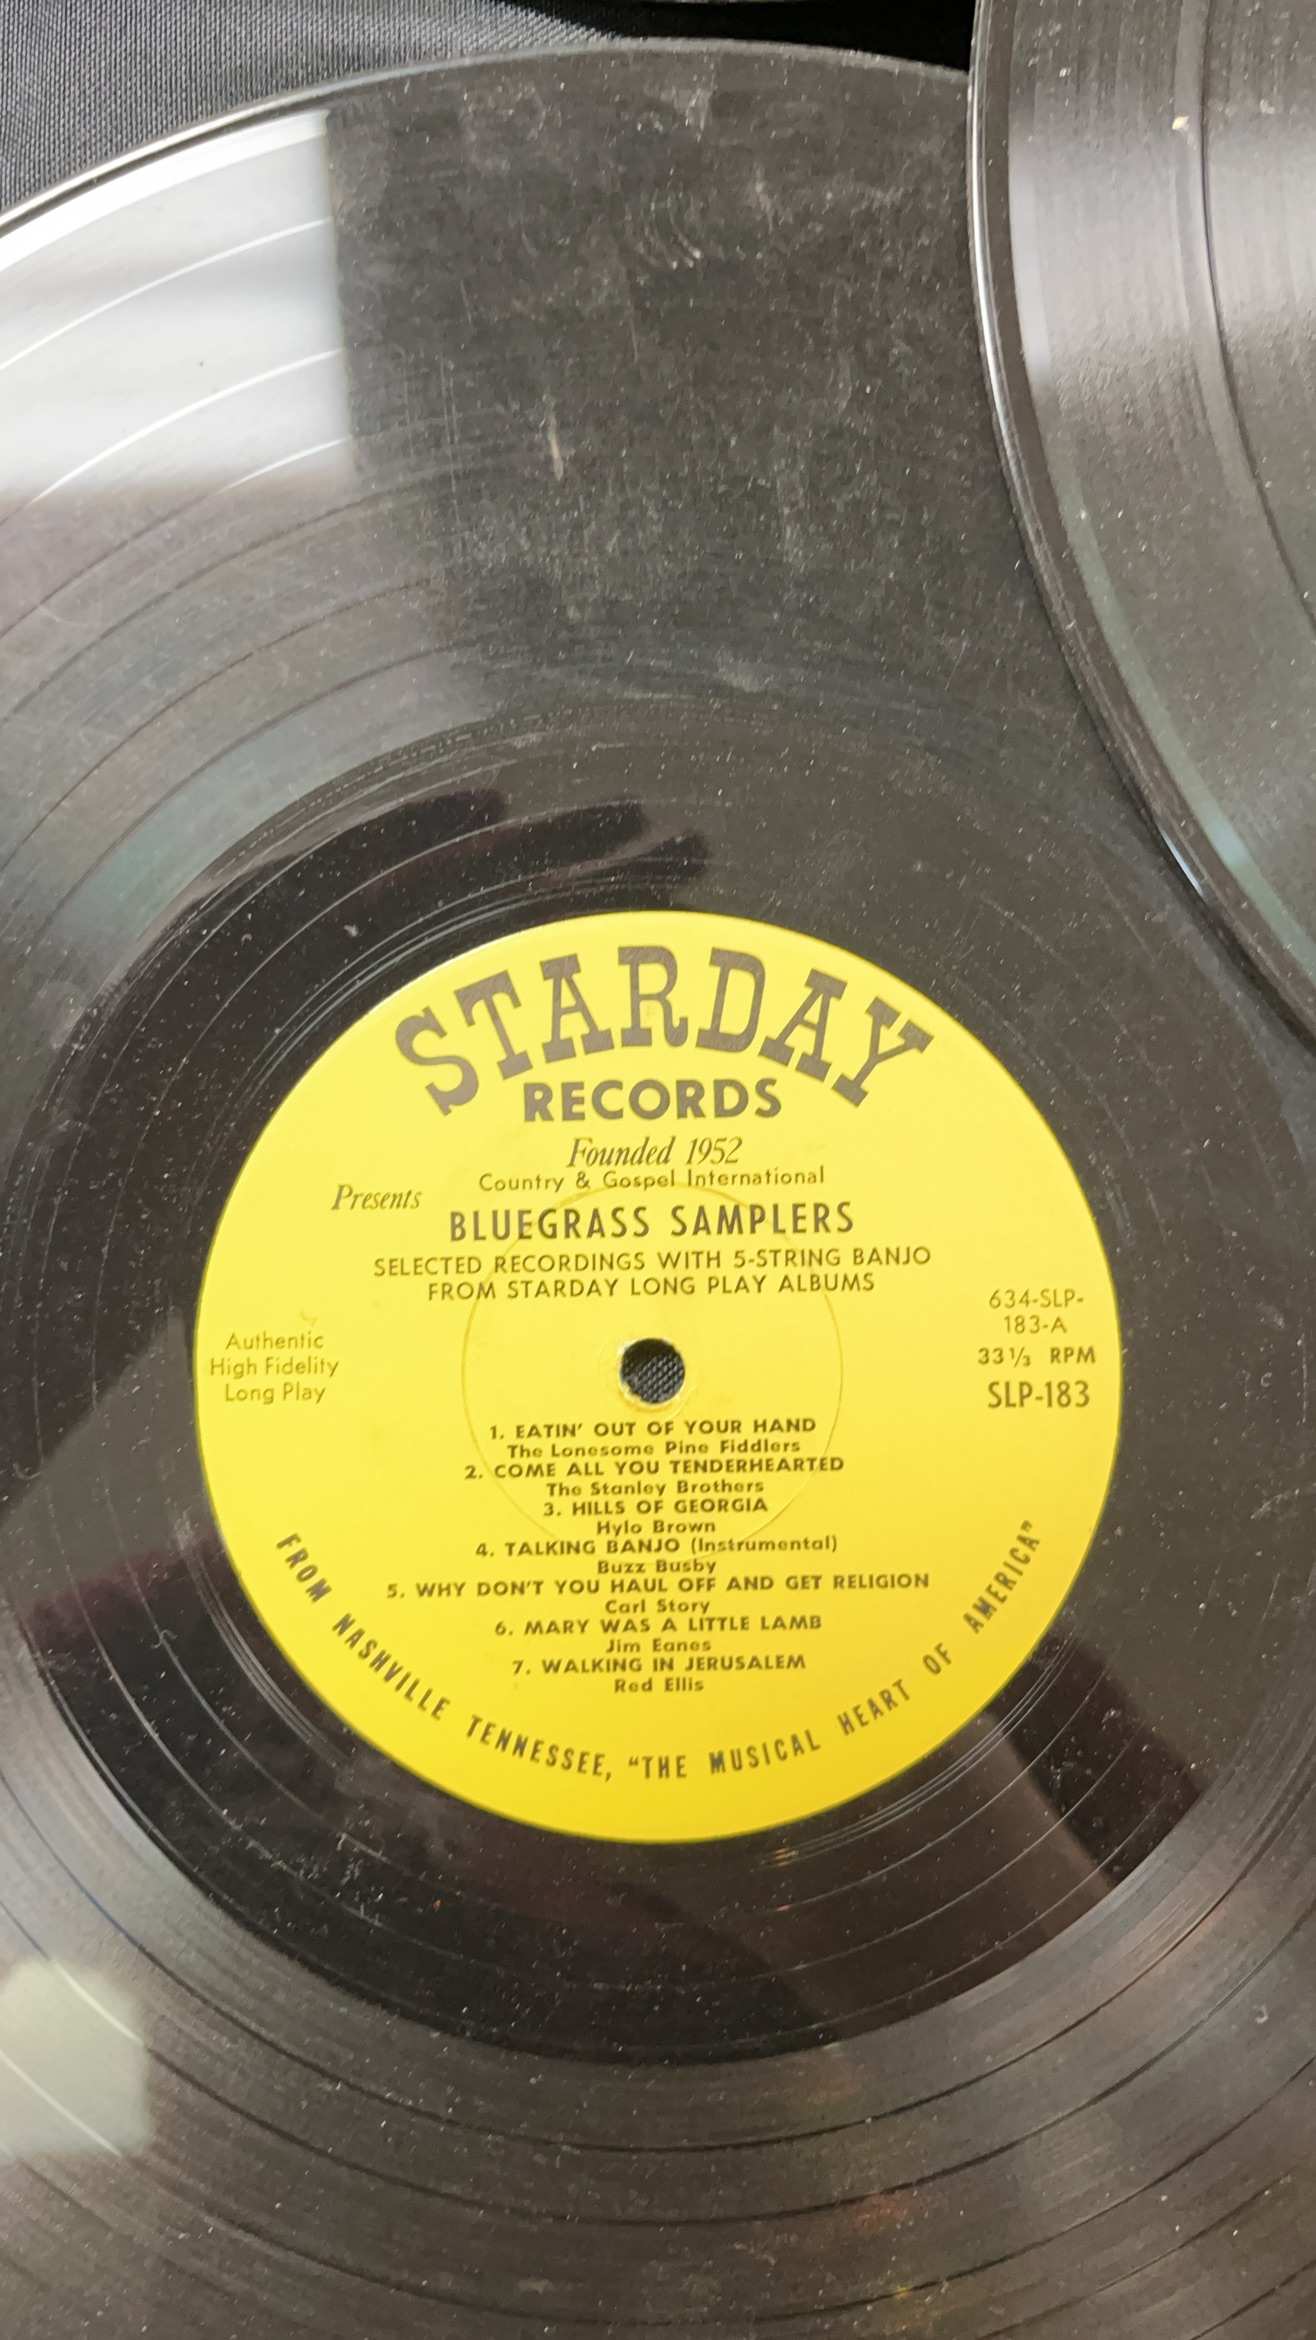 STARDAY
RECORDS
Founded 1952
Country & Gospel International
Presents
BLUEGRASS SAMPLERS
SELECTED RECORDINGS WITH 5-STRING BANJO
FROM STARDAY LONG PLAY ALBUMS
Authentic
High Fidelity
Long Play
634-SLP-
183-A
33⅓ RPM
SLP-183
1. EATIN' OUT OF YOUR HAND
The Lonesome Pine Fiddlers
2. COME ALL YOU TENDERHEARTED
The Stanley Brothers
3. HILLS OF GEORGIA
Hylo Brown
4. TALKING BANJO (Instrumental)
Buzz Busby
5. WHY DON'T YOU HAUL OFF AND GET RELIGION
Carl Story
6. MARY WAS A LITTLE LAMB
Jim Eanes
7. WALKING IN JERUSALEM
Red Ellis
FROM NASHVILLE TENNESSEE, "THE MUSICAL HEART OF AMERICA"